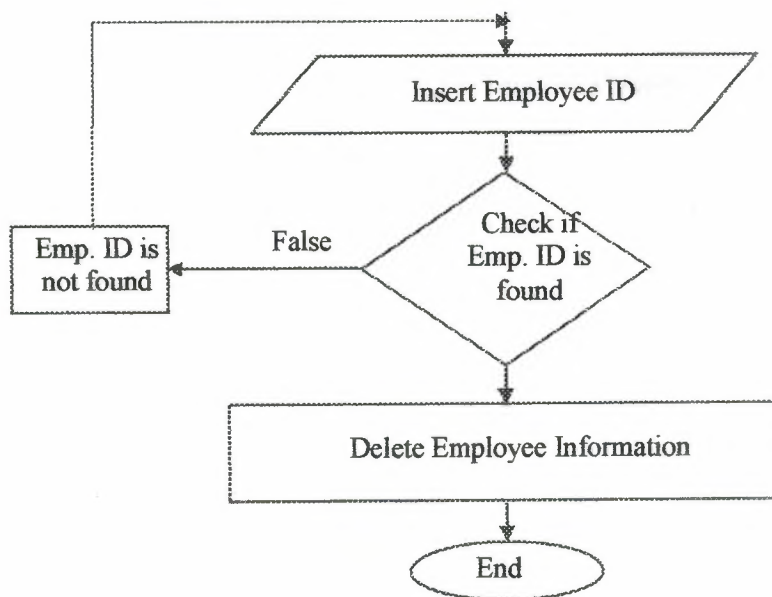 Insert Employee ID
Check if
Emp. ID is
found
False
Emp. ID is
not found
Delete Employee Information
End